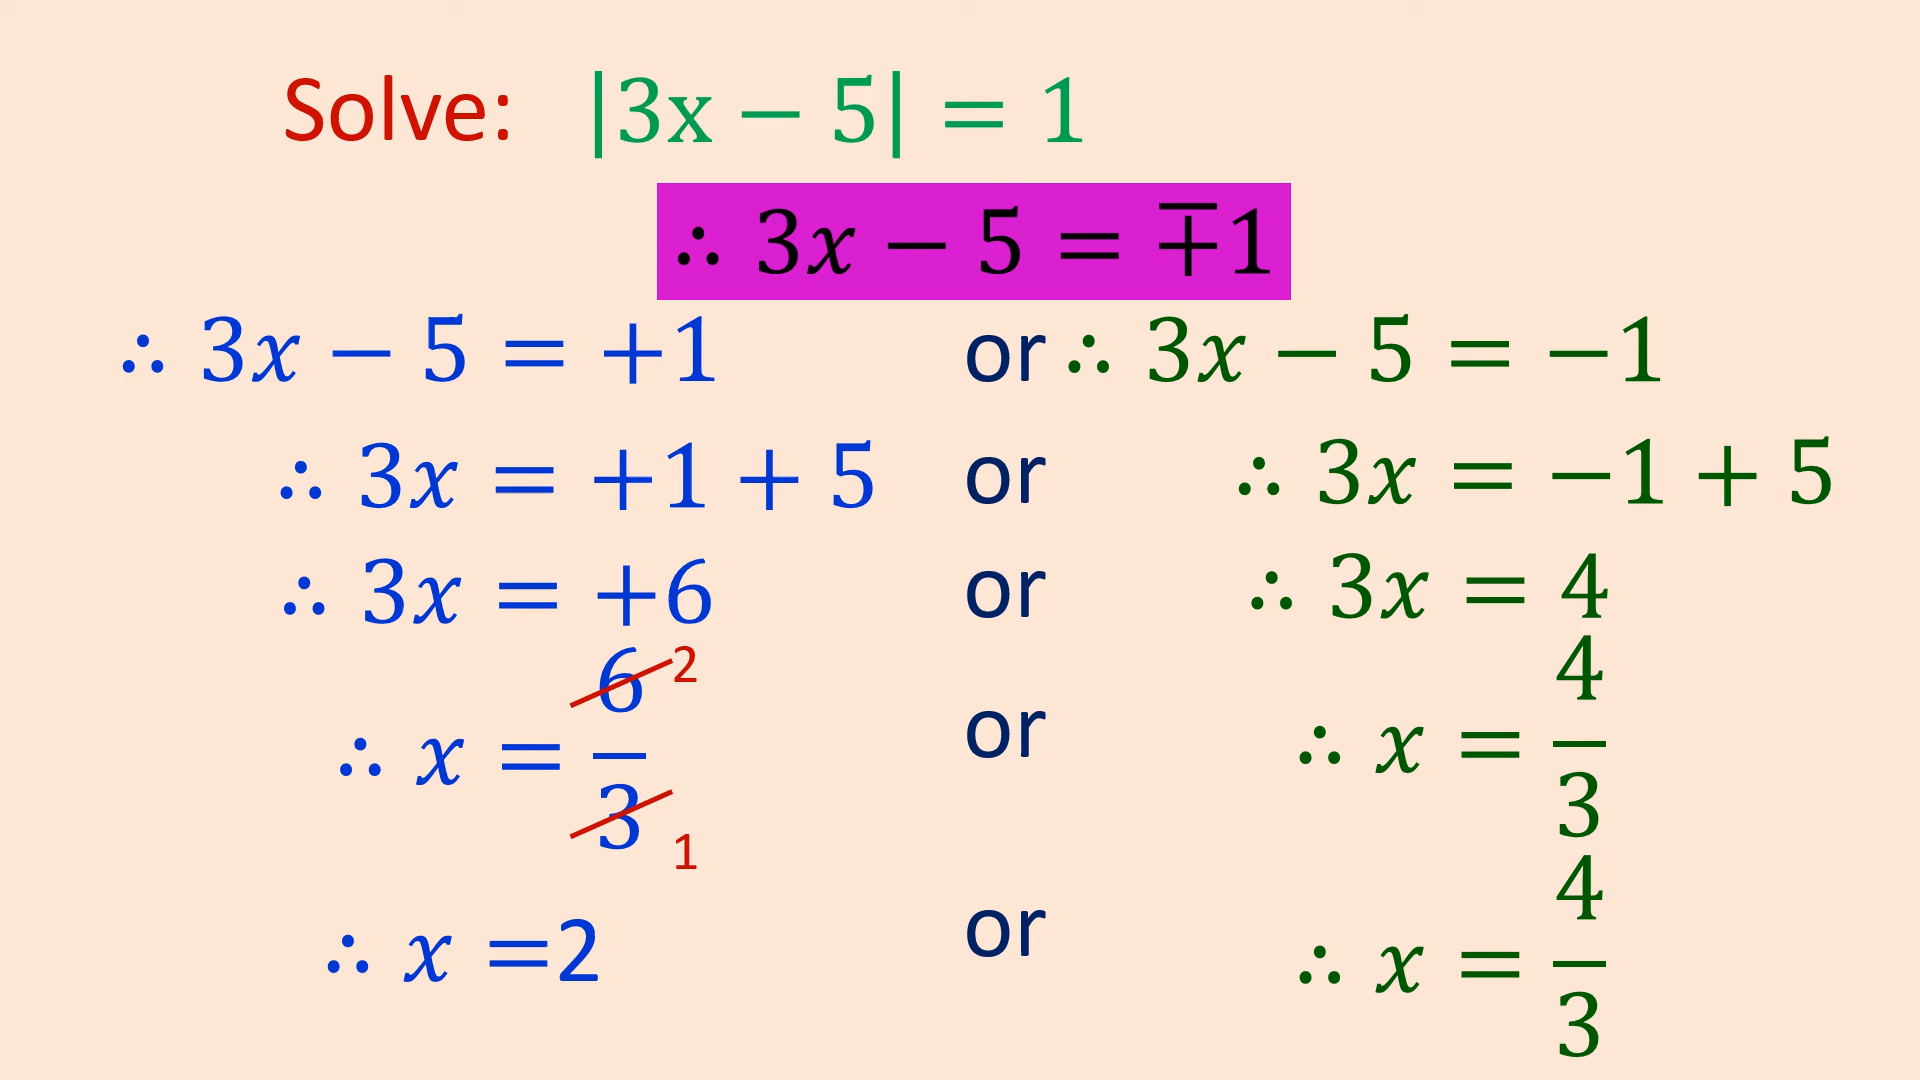 Solve: |3x − 5| = 1
∴ 3x − 5 = ∓1
∴ 3x − 5 = +1 or ∴ 3x − 5 = −1
∴ 3x = +1 + 5 or ∴ 3x = −1 + 5
∴ 3x = +6 or ∴ 3x = 4
∴ x = 6/3 2 1 or ∴ x = 4/3
∴ x =2 or ∴ x = 4/3